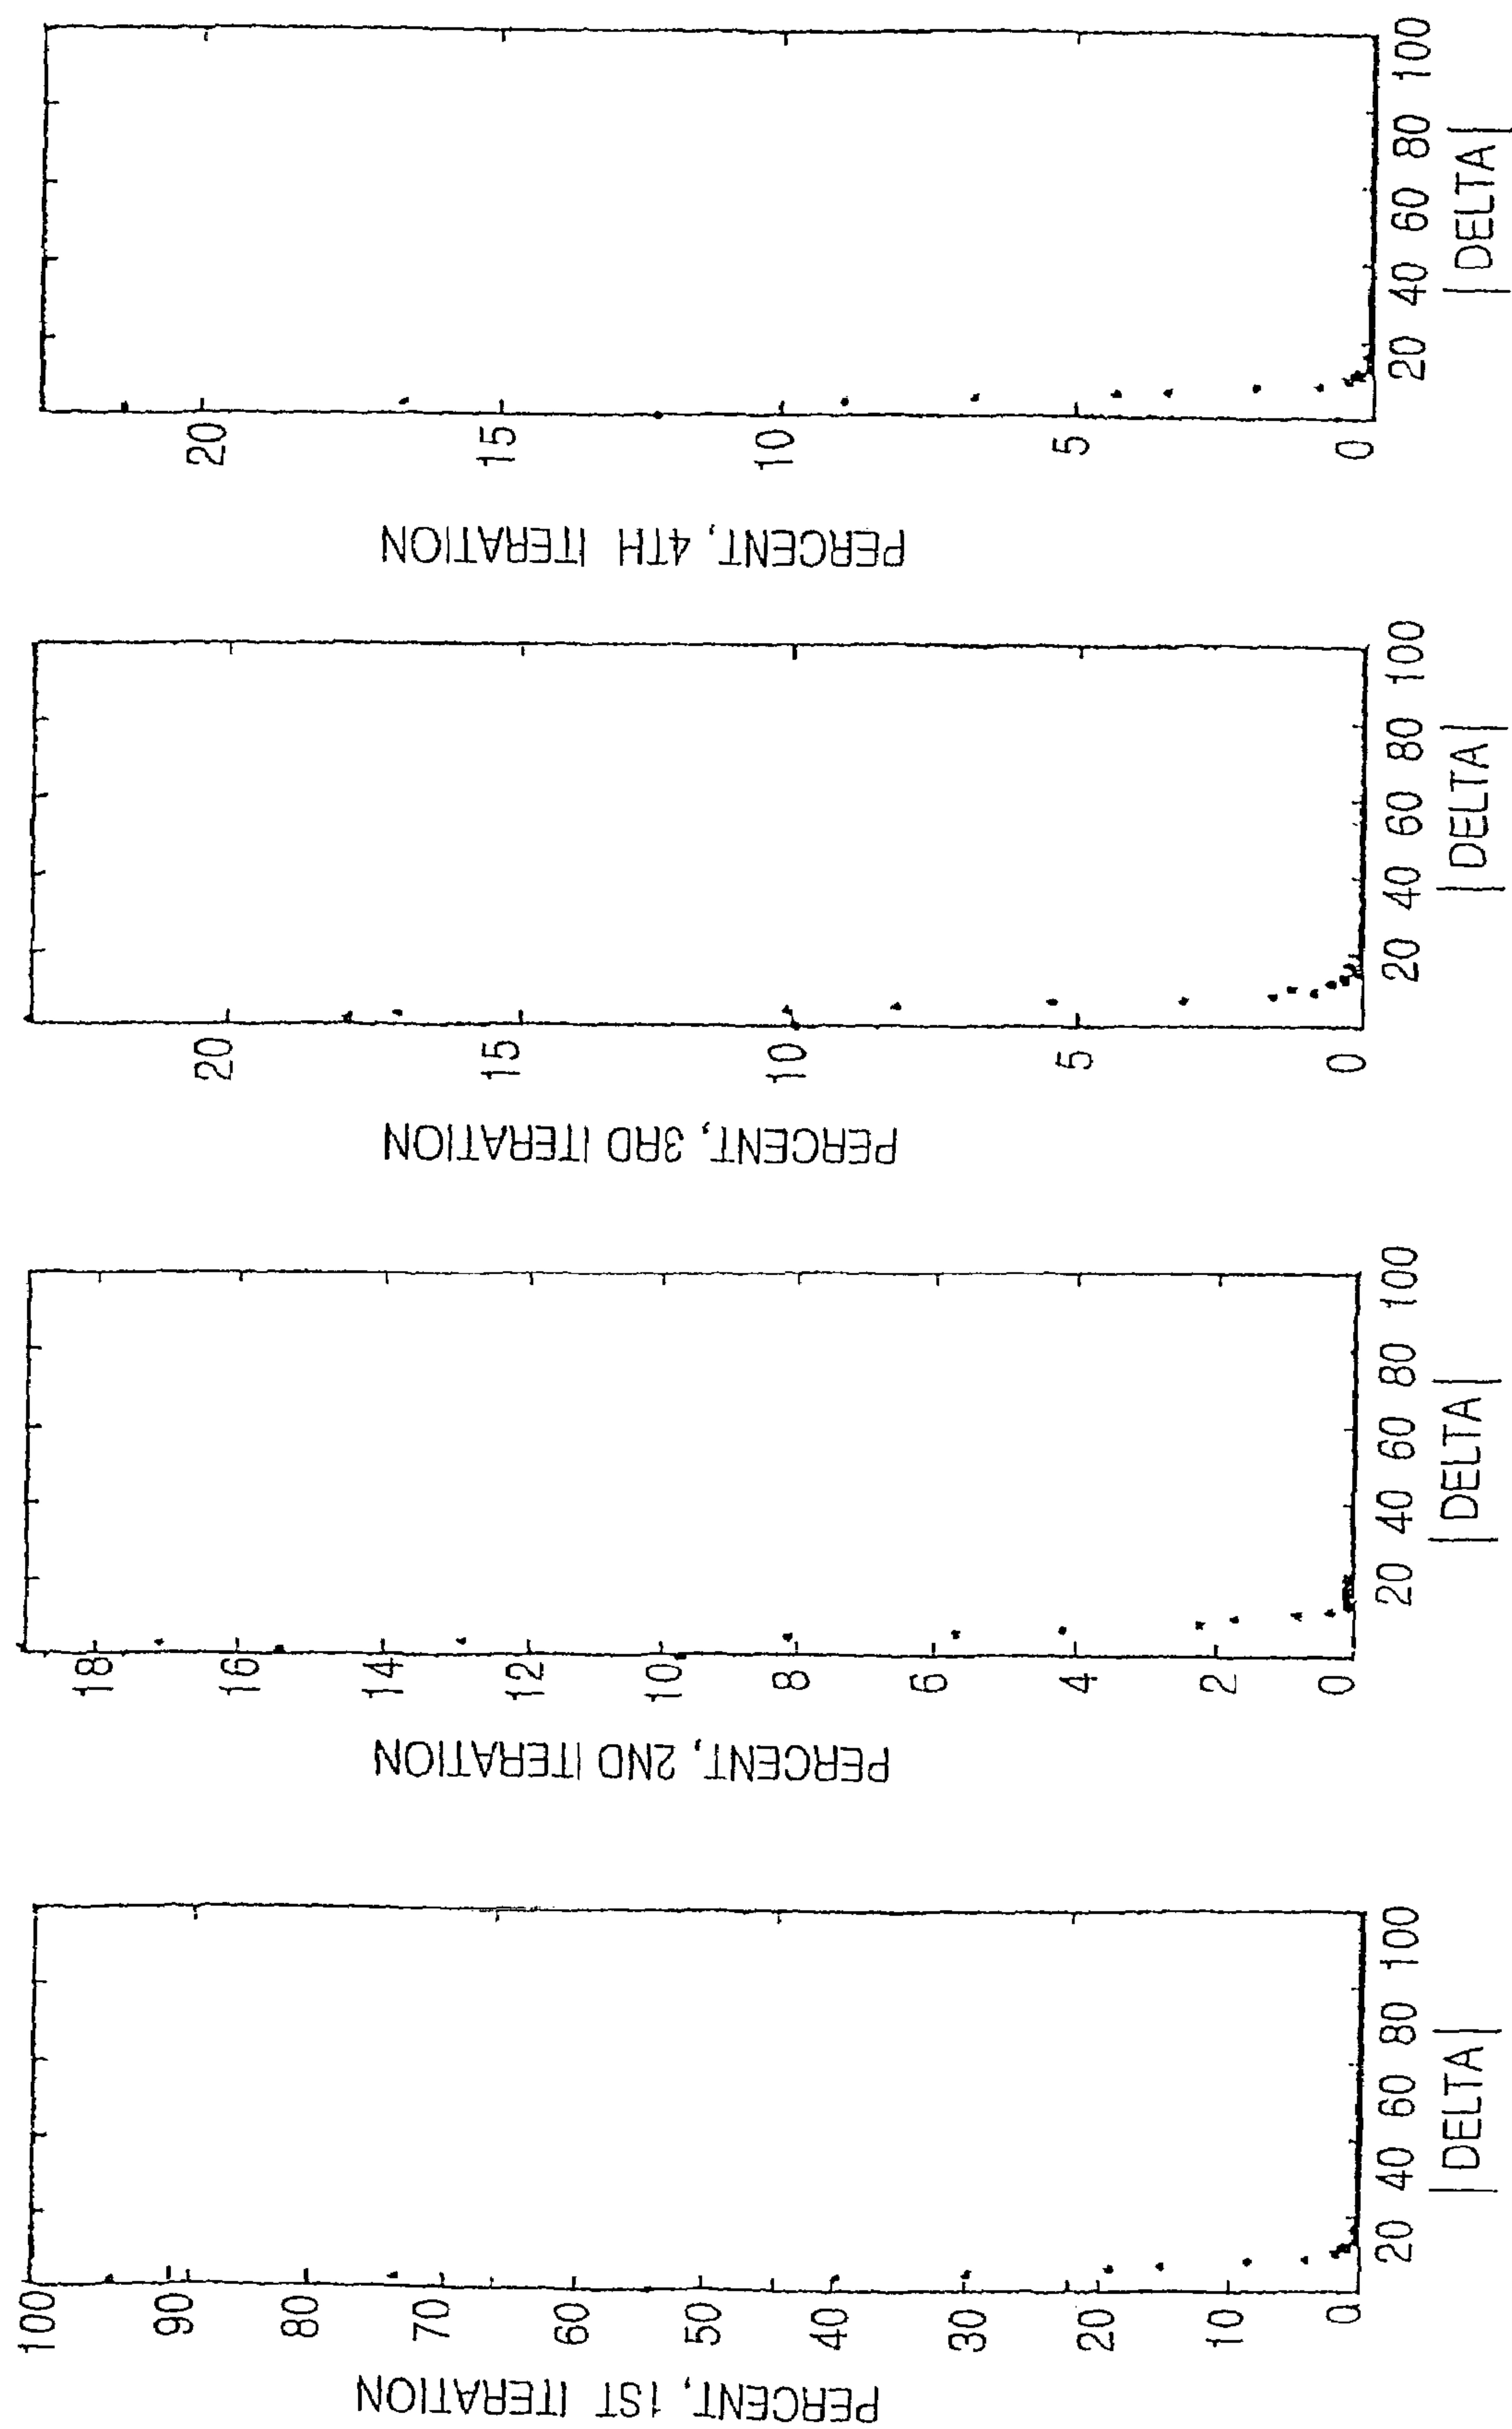 PERCENT, 1ST ITERATION
100
90
80
70
60
50
40
30
20
10
0
20 40 60 80 100
|DELTA|
PERCENT, 2ND ITERATION
18
16
14
12
10
8
6
4
2
0
20 40 60 80 100
|DELTA|
PERCENT, 3RD ITERATION
20
15
10
5
0
20 40 60 80 100
|DELTA|
PERCENT, 4TH ITERATION
20
15
10
5
0
20 40 60 80 100
|DELTA|